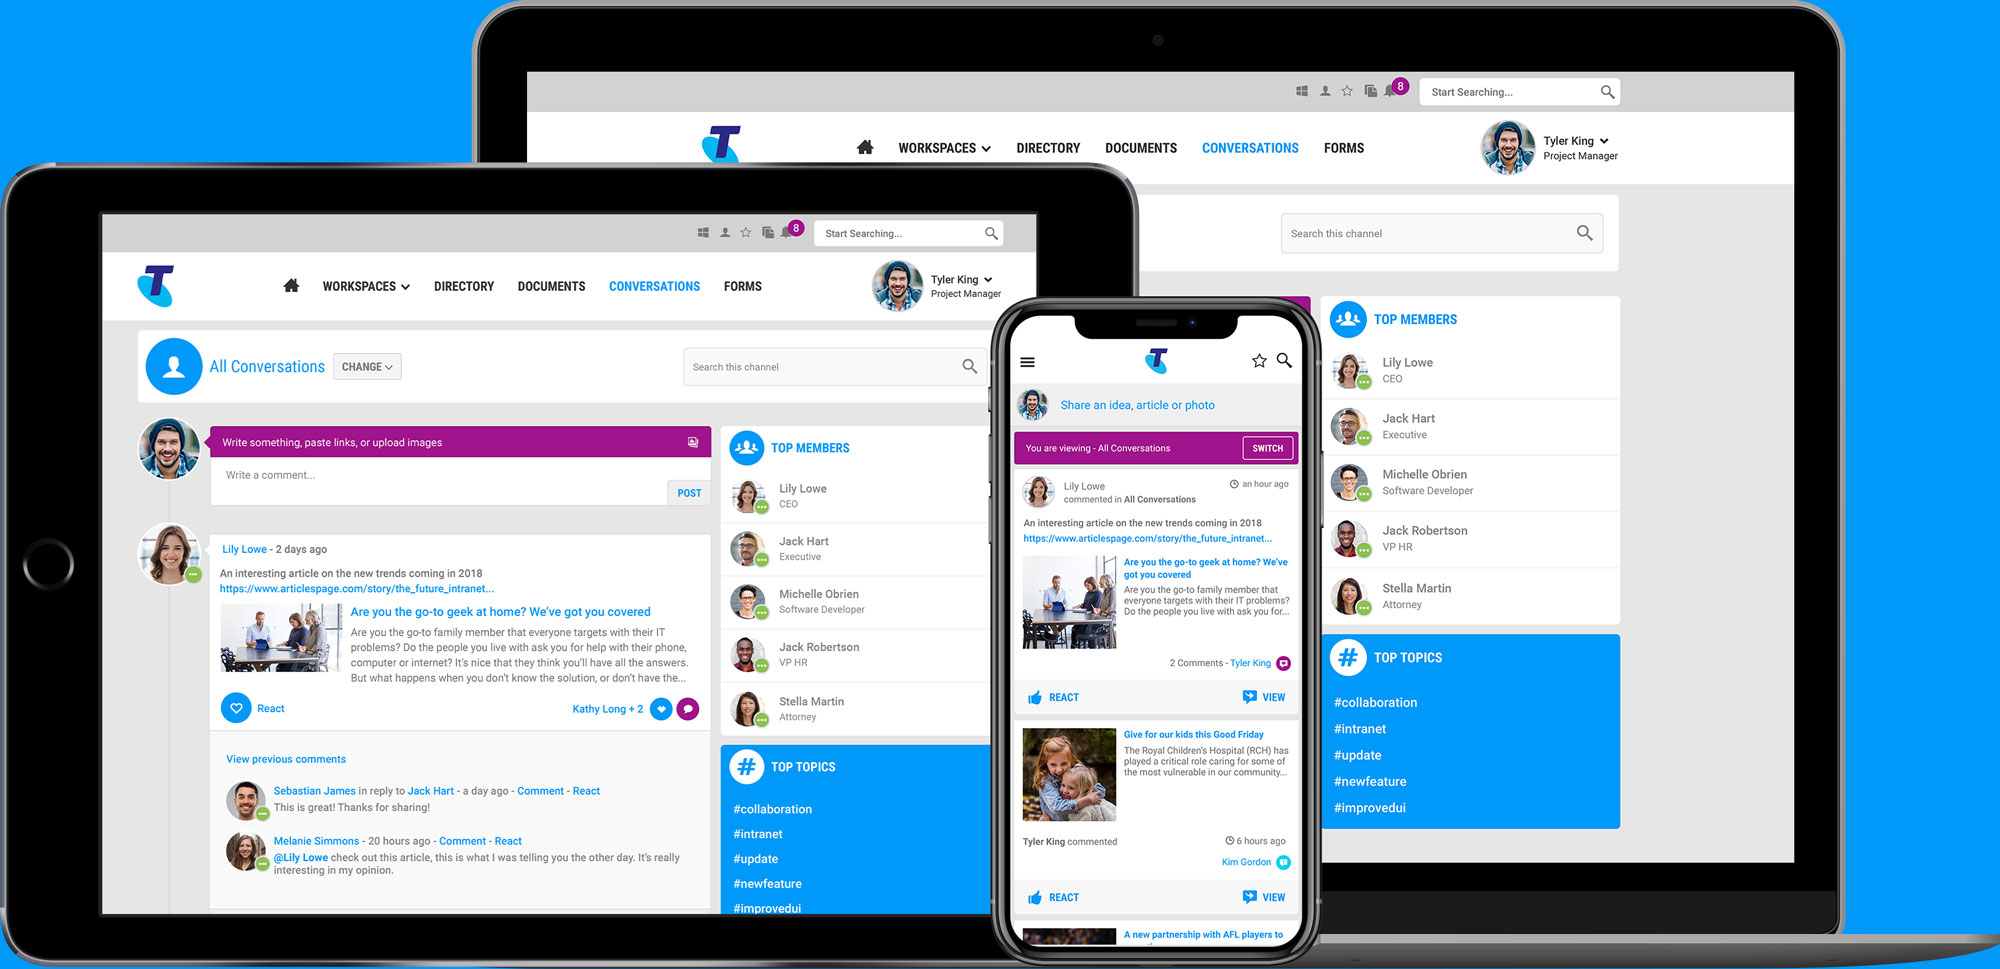 8
Start Searching...
WORKSPACES
DIRECTORY
DOCUMENTS
CONVERSATIONS
FORMS
Tyler King
Project Manager
Search this channel
TOP MEMBERS
Lily Lowe
CEO
Jack Hart
Executive
Michelle Obrien
Software Developer
Jack Robertson
VP HR
Stella Martin
Attorney
# TOP TOPICS
#collaboration
#intranet
#update
#newfeature
#improvedui
8
Start Searching...
T
WORKSPACES
DIRECTORY
DOCUMENTS
CONVERSATIONS
FORMS
Tyler King
Project Manager
All Conversations
CHANGE
Search this channel
Write something, paste links, or upload images
Write a comment...
POST
Lily Lowe - 2 days ago
An interesting article on the new trends coming in 2018
https://www.articlespage.com/story/the_future_intranet...
Are you the go-to geek at home? We've got you covered
Are you the go-to family member that everyone targets with their IT
problems? Do the people you live with ask you for help with their phone,
computer or internet? It's nice that they think you'll have all the answers.
But what happens when you don't know the solution, or don't have the...
React
Kathy Long + 2
View previous comments
Sebastian James in reply to Jack Hart - a day ago - Comment - React
This is great! Thanks for sharing!
Melanie Simmons - 20 hours ago - Comment - React
@Lily Lowe check out this article, this is what I was telling you the other day. It's really
interesting in my opinion.
TOP MEMBERS
Lily Lowe
CEO
Jack Hart
Executive
Michelle Obrien
Software Developer
Jack Robertson
VP HR
Stella Martin
Attorney
# TOP TOPICS
#collaboration
#intranet
#update
#newfeature
#improvedui
T
Share an idea, article or photo
You are viewing - All Conversations
SWITCH
Lily Lowe
an hour ago
commented in All Conversations
An interesting article on the new trends coming in 2018
https://www.articlespage.com/story/the_future_intranet...
Are you the go-to geek at home? We've
got you covered
Are you the go-to family member that
everyone targets with their IT problems?
Do the people you live with ask you for...
2 Comments - Tyler King
REACT
VIEW
Give for our kids this Good Friday
The Royal Children's Hospital (RCH) has
played a critical role caring for some of
the most vulnerable in our community...
Tyler King commented
6 hours ago
Kim Gordon
REACT
VIEW
A new partnership with AFL players to